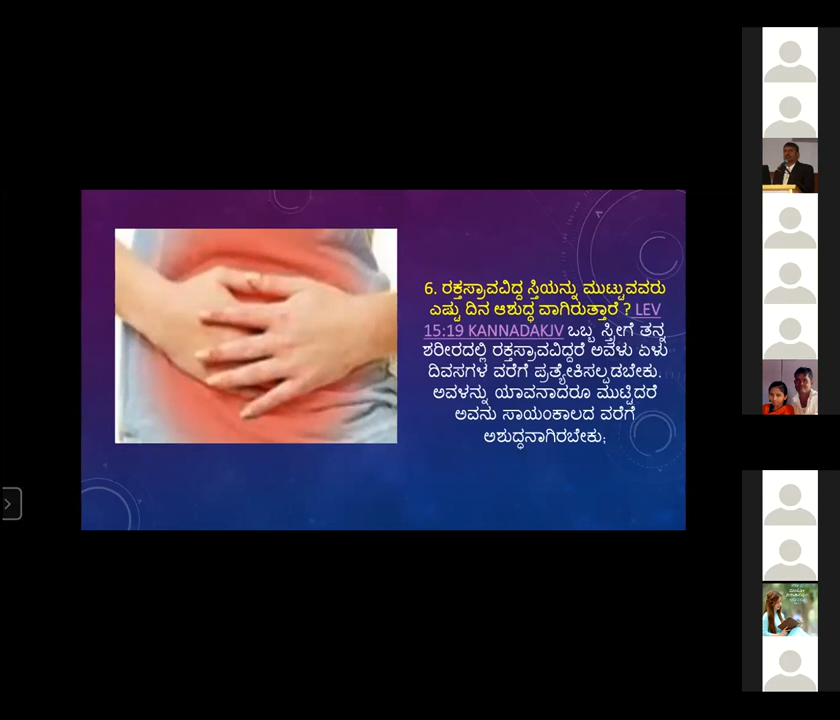 6. ರಕ್ತಸ್ರಾವವಿದ್ದ ಸ್ತಿಯನ್ನು ಮುಟ್ಟುವವರು
ಎಷ್ಟು ದಿನ ಆಶುದ್ಧ ವಾಗಿರುತ್ತಾರೆ ? LEV
15:19 KANNADAKJV ಒಬ್ಬ ಸ್ತ್ರೀಗೆ ತನ್ನ
ಶರೀರದಲ್ಲಿ ರಕ್ತಸ್ರಾವವಿದ್ದರೆ ಅವಳು ಏಳು
ದಿವಸಗಳ ವರೆಗೆ ಪ್ರತ್ಯೇಕಿಸಲ್ಪಡಬೇಕು.
ಅವಳನ್ನು ಯಾವನಾದರೂ ಮುಟ್ಟಿದರೆ
ಅವನು ಸಾಯಂಕಾಲದ ವರೆಗೆ
ಅಶುದ್ಧನಾಗಿರಬೇಕು;